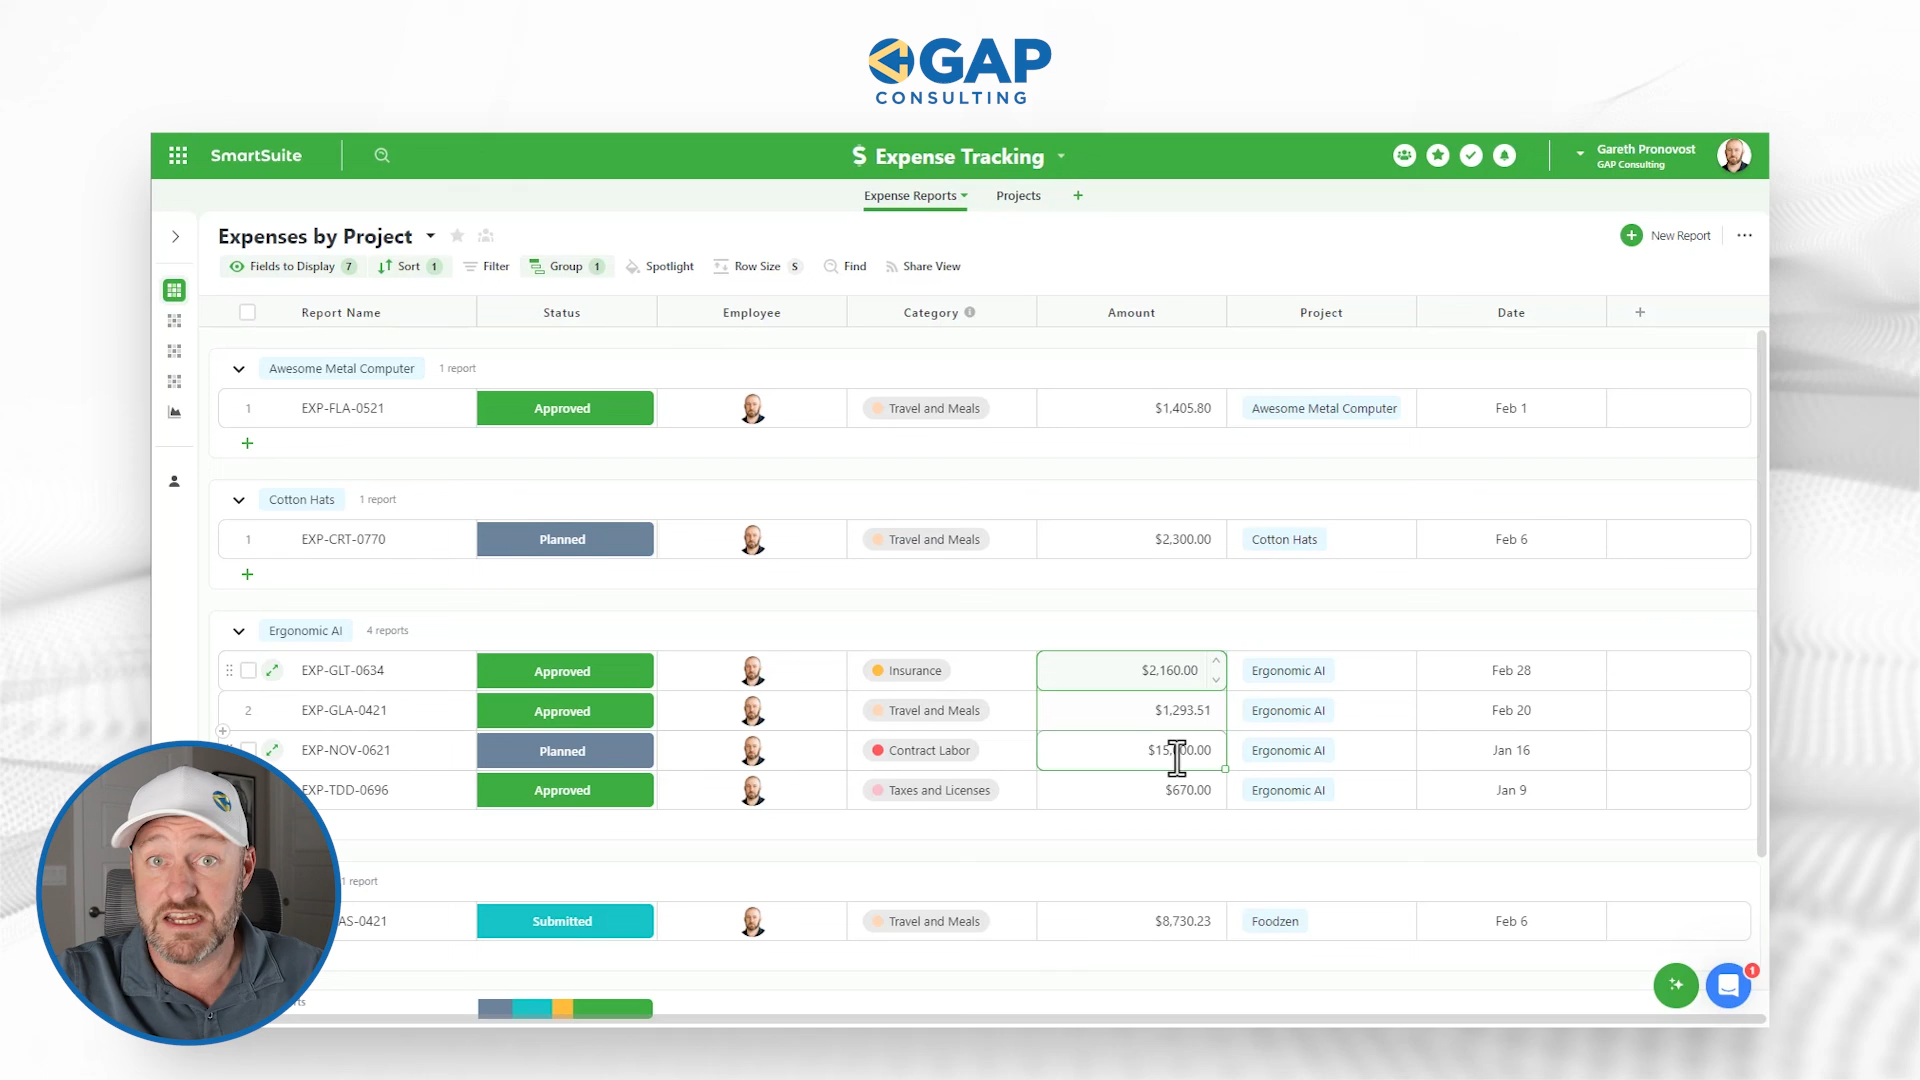 GAP
CONSULTING
SmartSuite
$ Expense Tracking
Gareth Pronovost
GAP Consulting
Expense Reports
Projects
+
Expenses by Project
New Report
Fields to Display 7
Sort 1
Filter
Group 1
Spotlight
Row Size S
Find
Share View
Report Name Status Employee Category Amount Project Date +
Awesome Metal Computer 1 report
1 EXP-FLA-0521 Approved Travel and Meals $1,405.80 Awesome Metal Computer Feb 1
+
Cotton Hats 1 report
1 EXP-CRT-0770 Planned Travel and Meals $2,300.00 Cotton Hats Feb 6
+
Ergonomic AI 4 reports
EXP-GLT-0634 Approved Insurance $2,160.00 Ergonomic AI Feb 28
2 EXP-GLA-0421 Approved Travel and Meals $1,293.51 Ergonomic AI Feb 20
EXP-NOV-0621 Planned Contract Labor Ergonomic AI Jan 16
EXP-TDD-0696 Approved Taxes and Licenses $670.00 Ergonomic AI Jan 9
1 report
AS-0421 Submitted Travel and Meals $8,730.23 Foodzen Feb 6
1